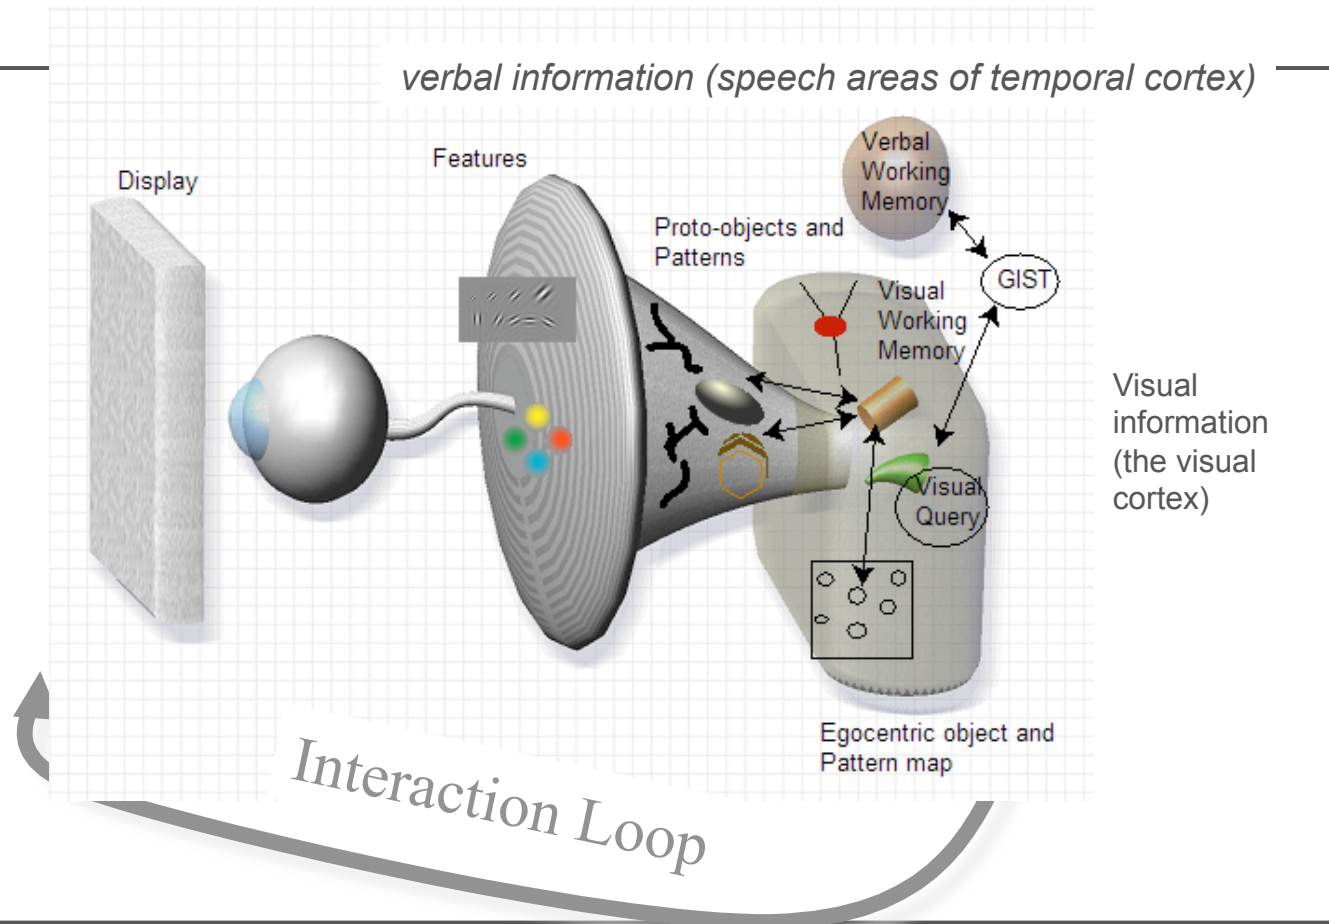 verbal information (speech areas of temporal cortex)
Display
Features
Proto-objects and
Patterns
Verbal
Working
Memory
GIST
Visual
Working
Memory
Visual
Query
Visual
information
(the visual
cortex)
Egocentric object and
Pattern map
Interaction Loop